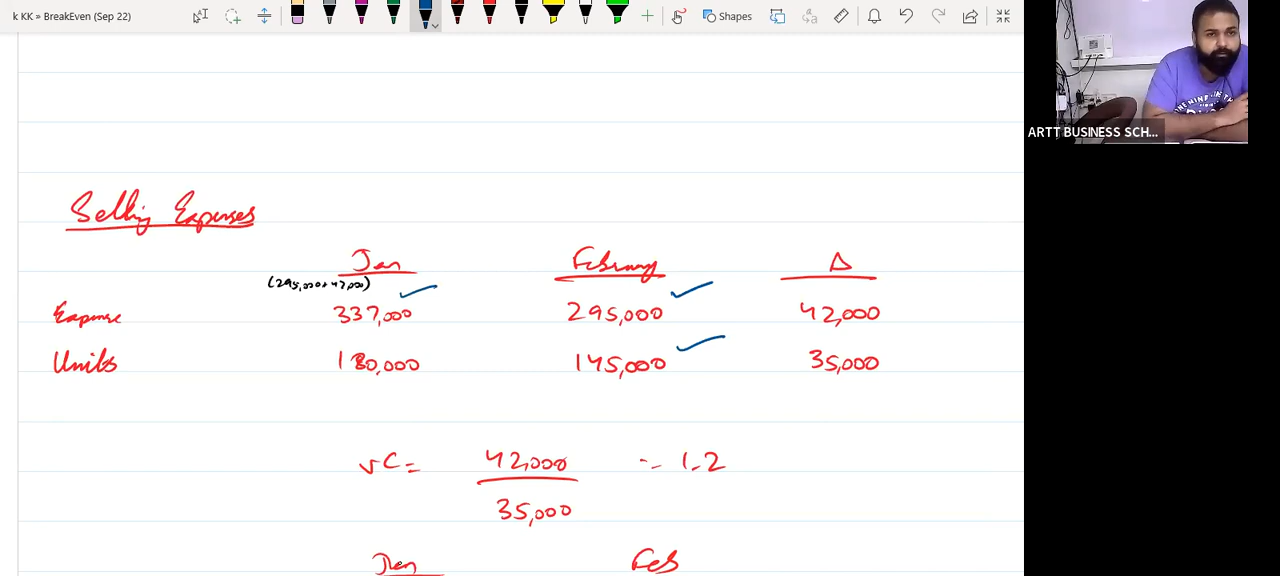 k KK » BreakEven (Sep 22)
Shapes
ARTT BUSINESS SCH...
Selling Expenses
Jan February Δ
(295,000+42,000)
Expense 337,000 295,000 42,000
Units 180,000 145,000 35,000
VC = 42,000 = 1.2
35,000
Jan Feb